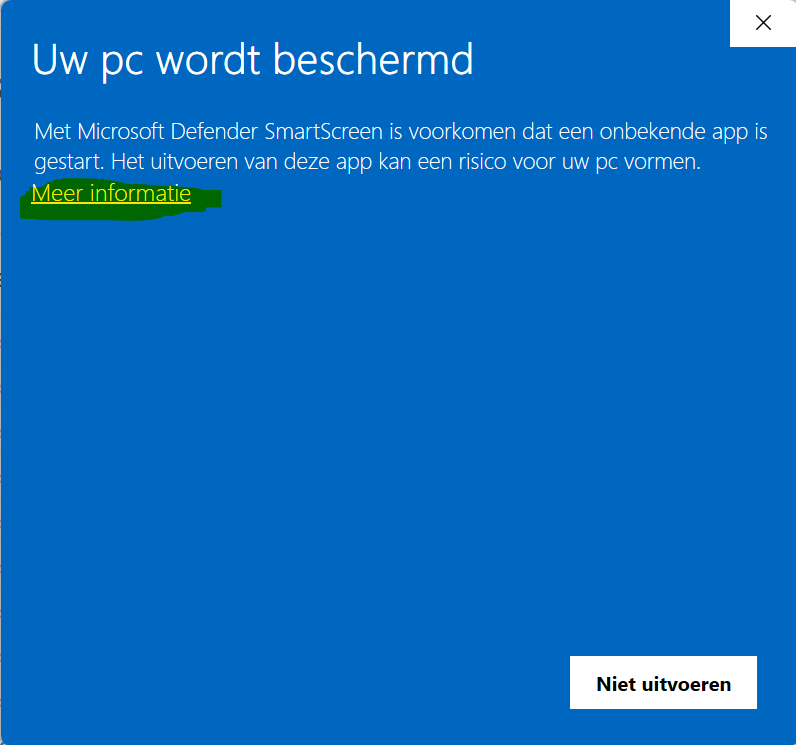 Uw pc wordt beschermd
Met Microsoft Defender SmartScreen is voorkomen dat een onbekende app is
gestart. Het uitvoeren van deze app kan een risico voor uw pc vormen.
Meer informatie
Niet uitvoeren